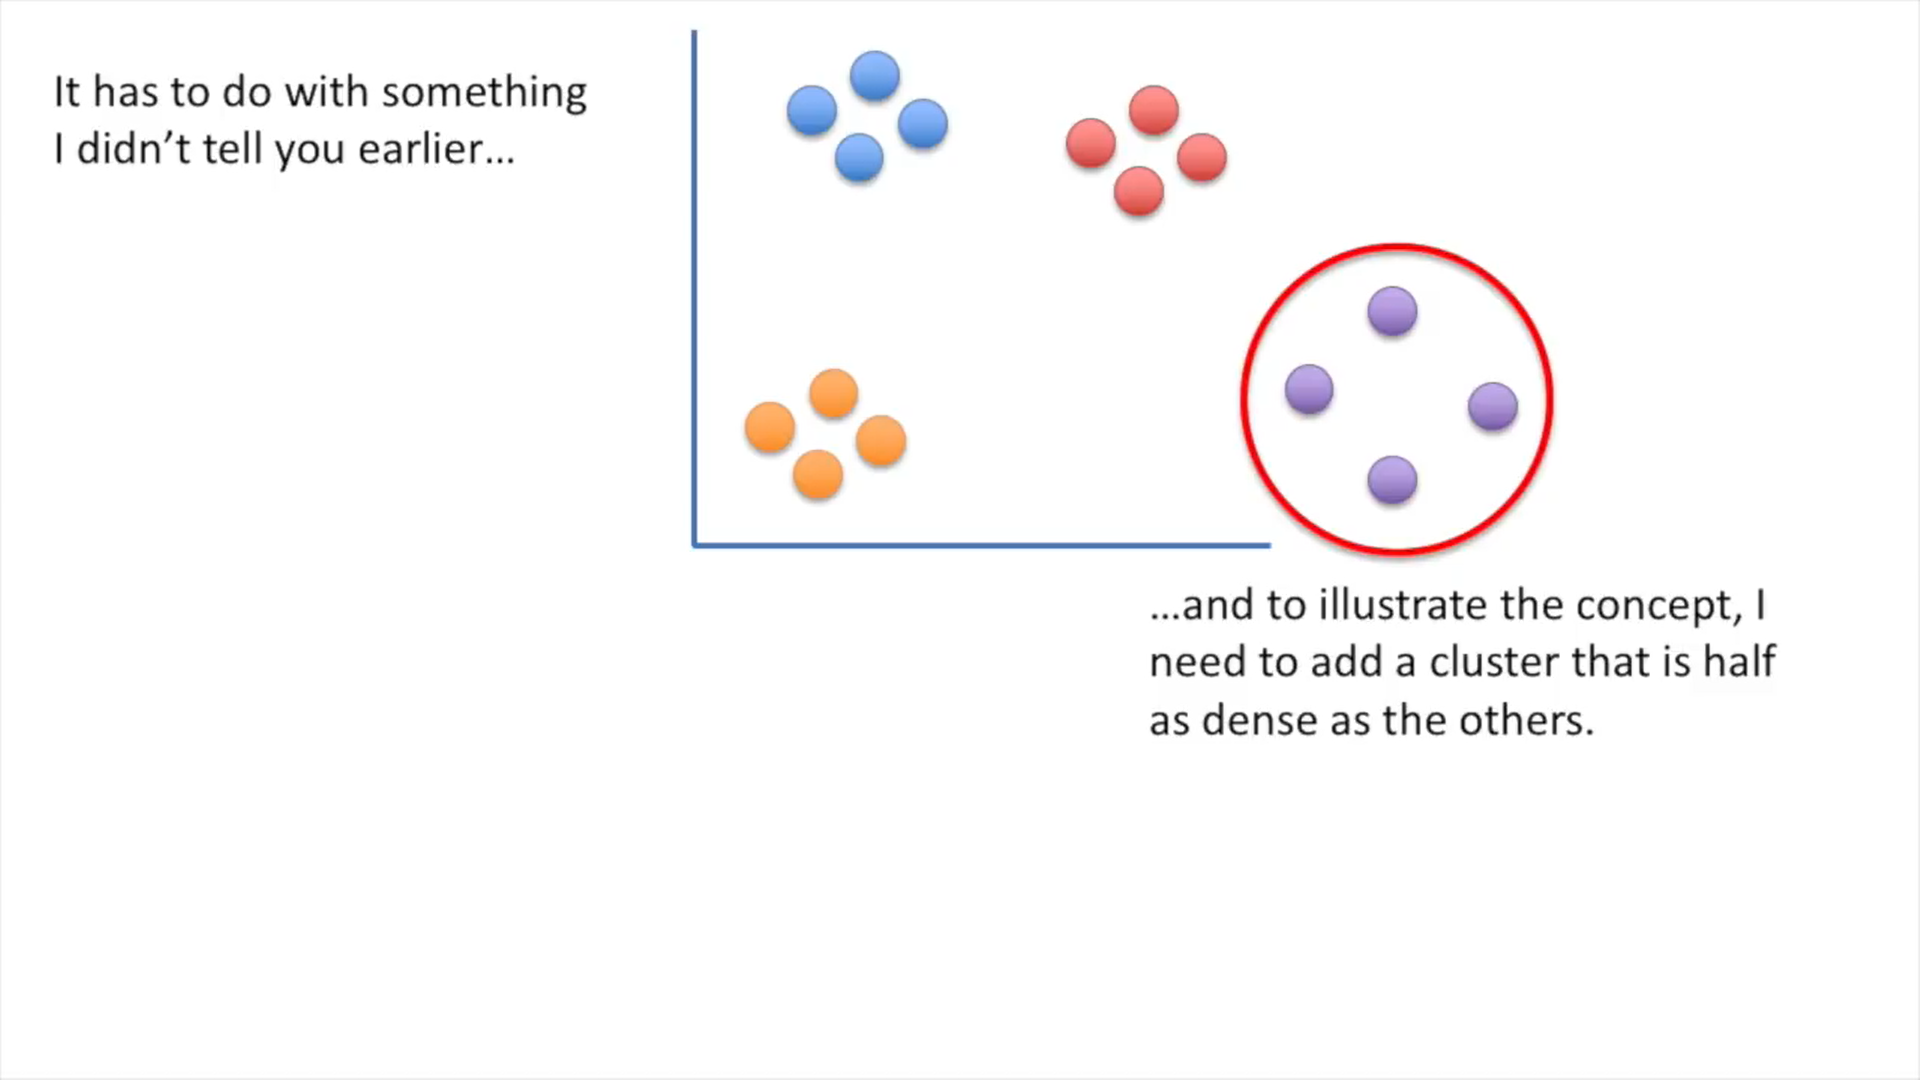 It has to do with something
I didn’t tell you earlier…
…and to illustrate the concept, I
need to add a cluster that is half
as dense as the others.